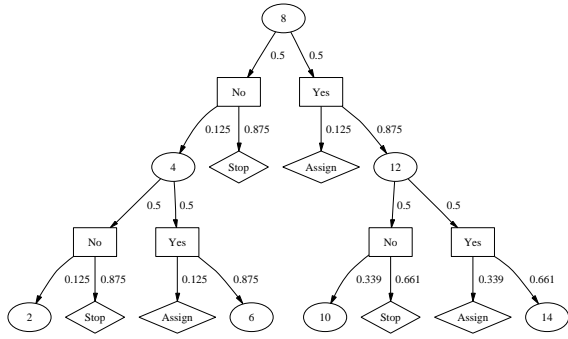 8
0.5 0.5
No Yes
0.125 0.875 0.125 0.875
4 Stop Assign 12
0.5 0.5 0.5 0.5
No Yes No Yes
0.125 0.875 0.125 0.875 0.339 0.661 0.339 0.661
2 Stop Assign 6 10 Stop Assign 14